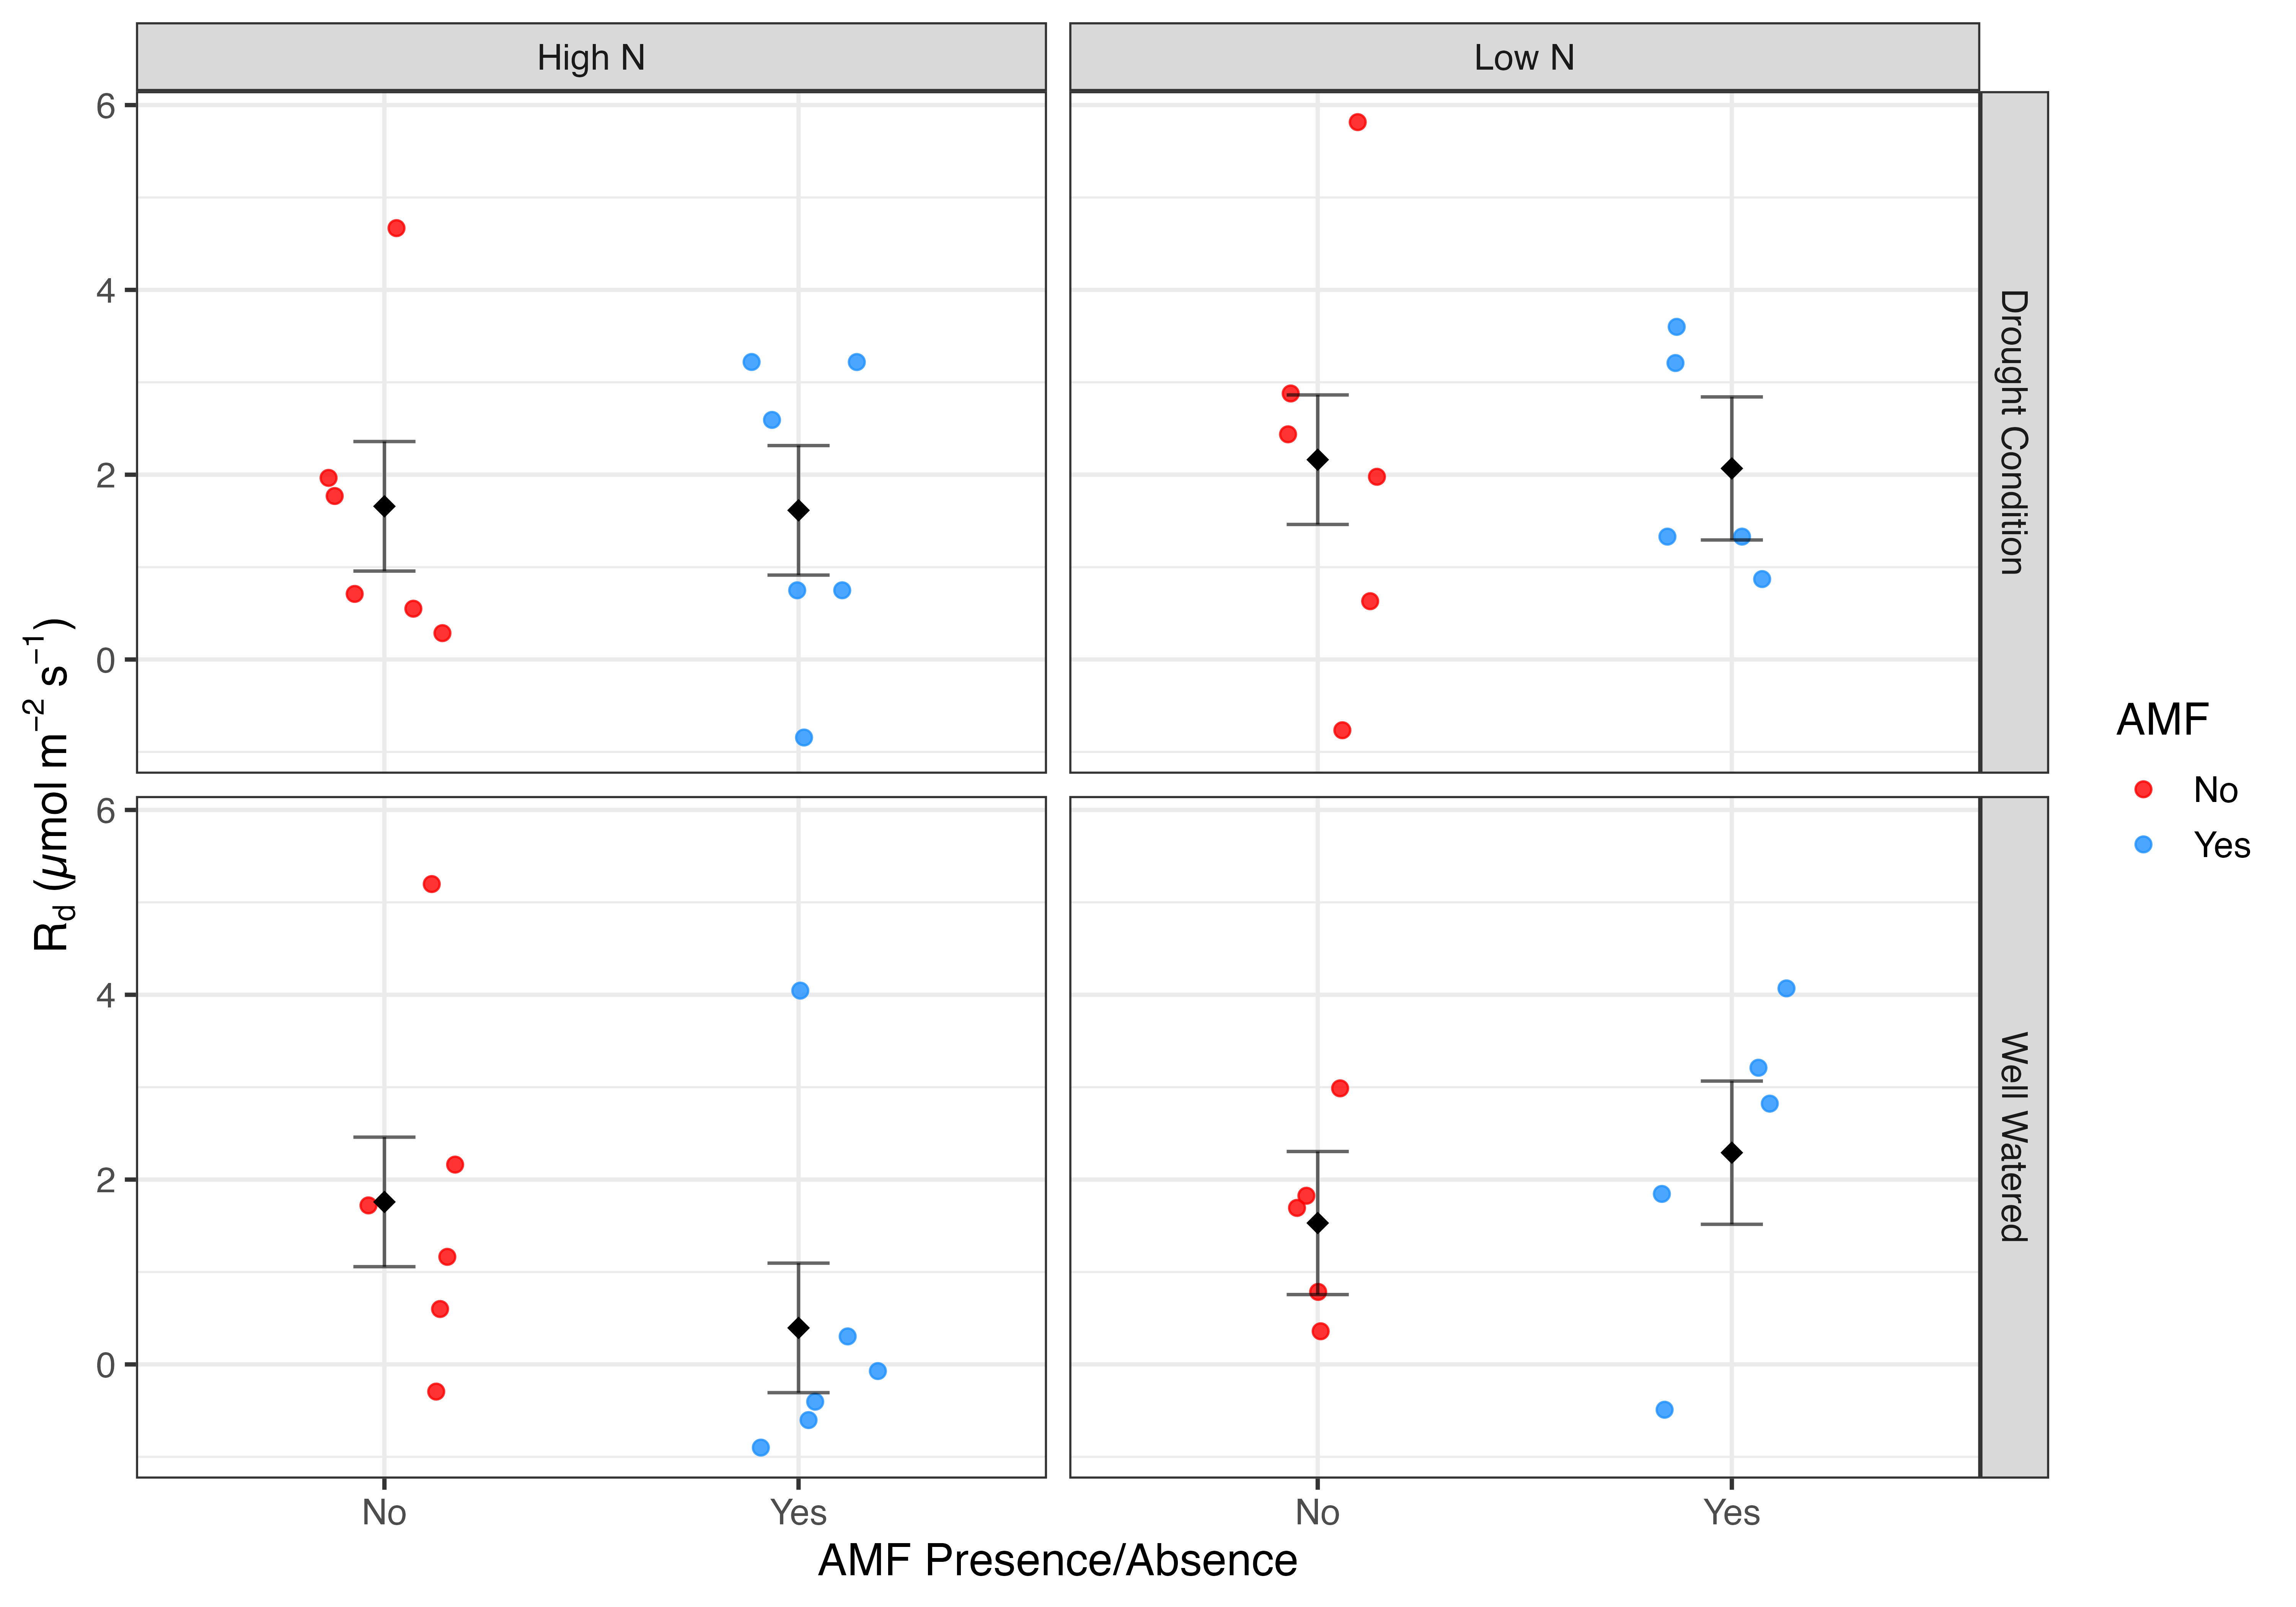 High N
Low N
6
4
2
0
Drought Condition
6
4
2
0
Well Watered
R_d (μmol m⁻² s⁻¹)
No
Yes
No
Yes
AMF Presence/Absence
AMF
No
Yes